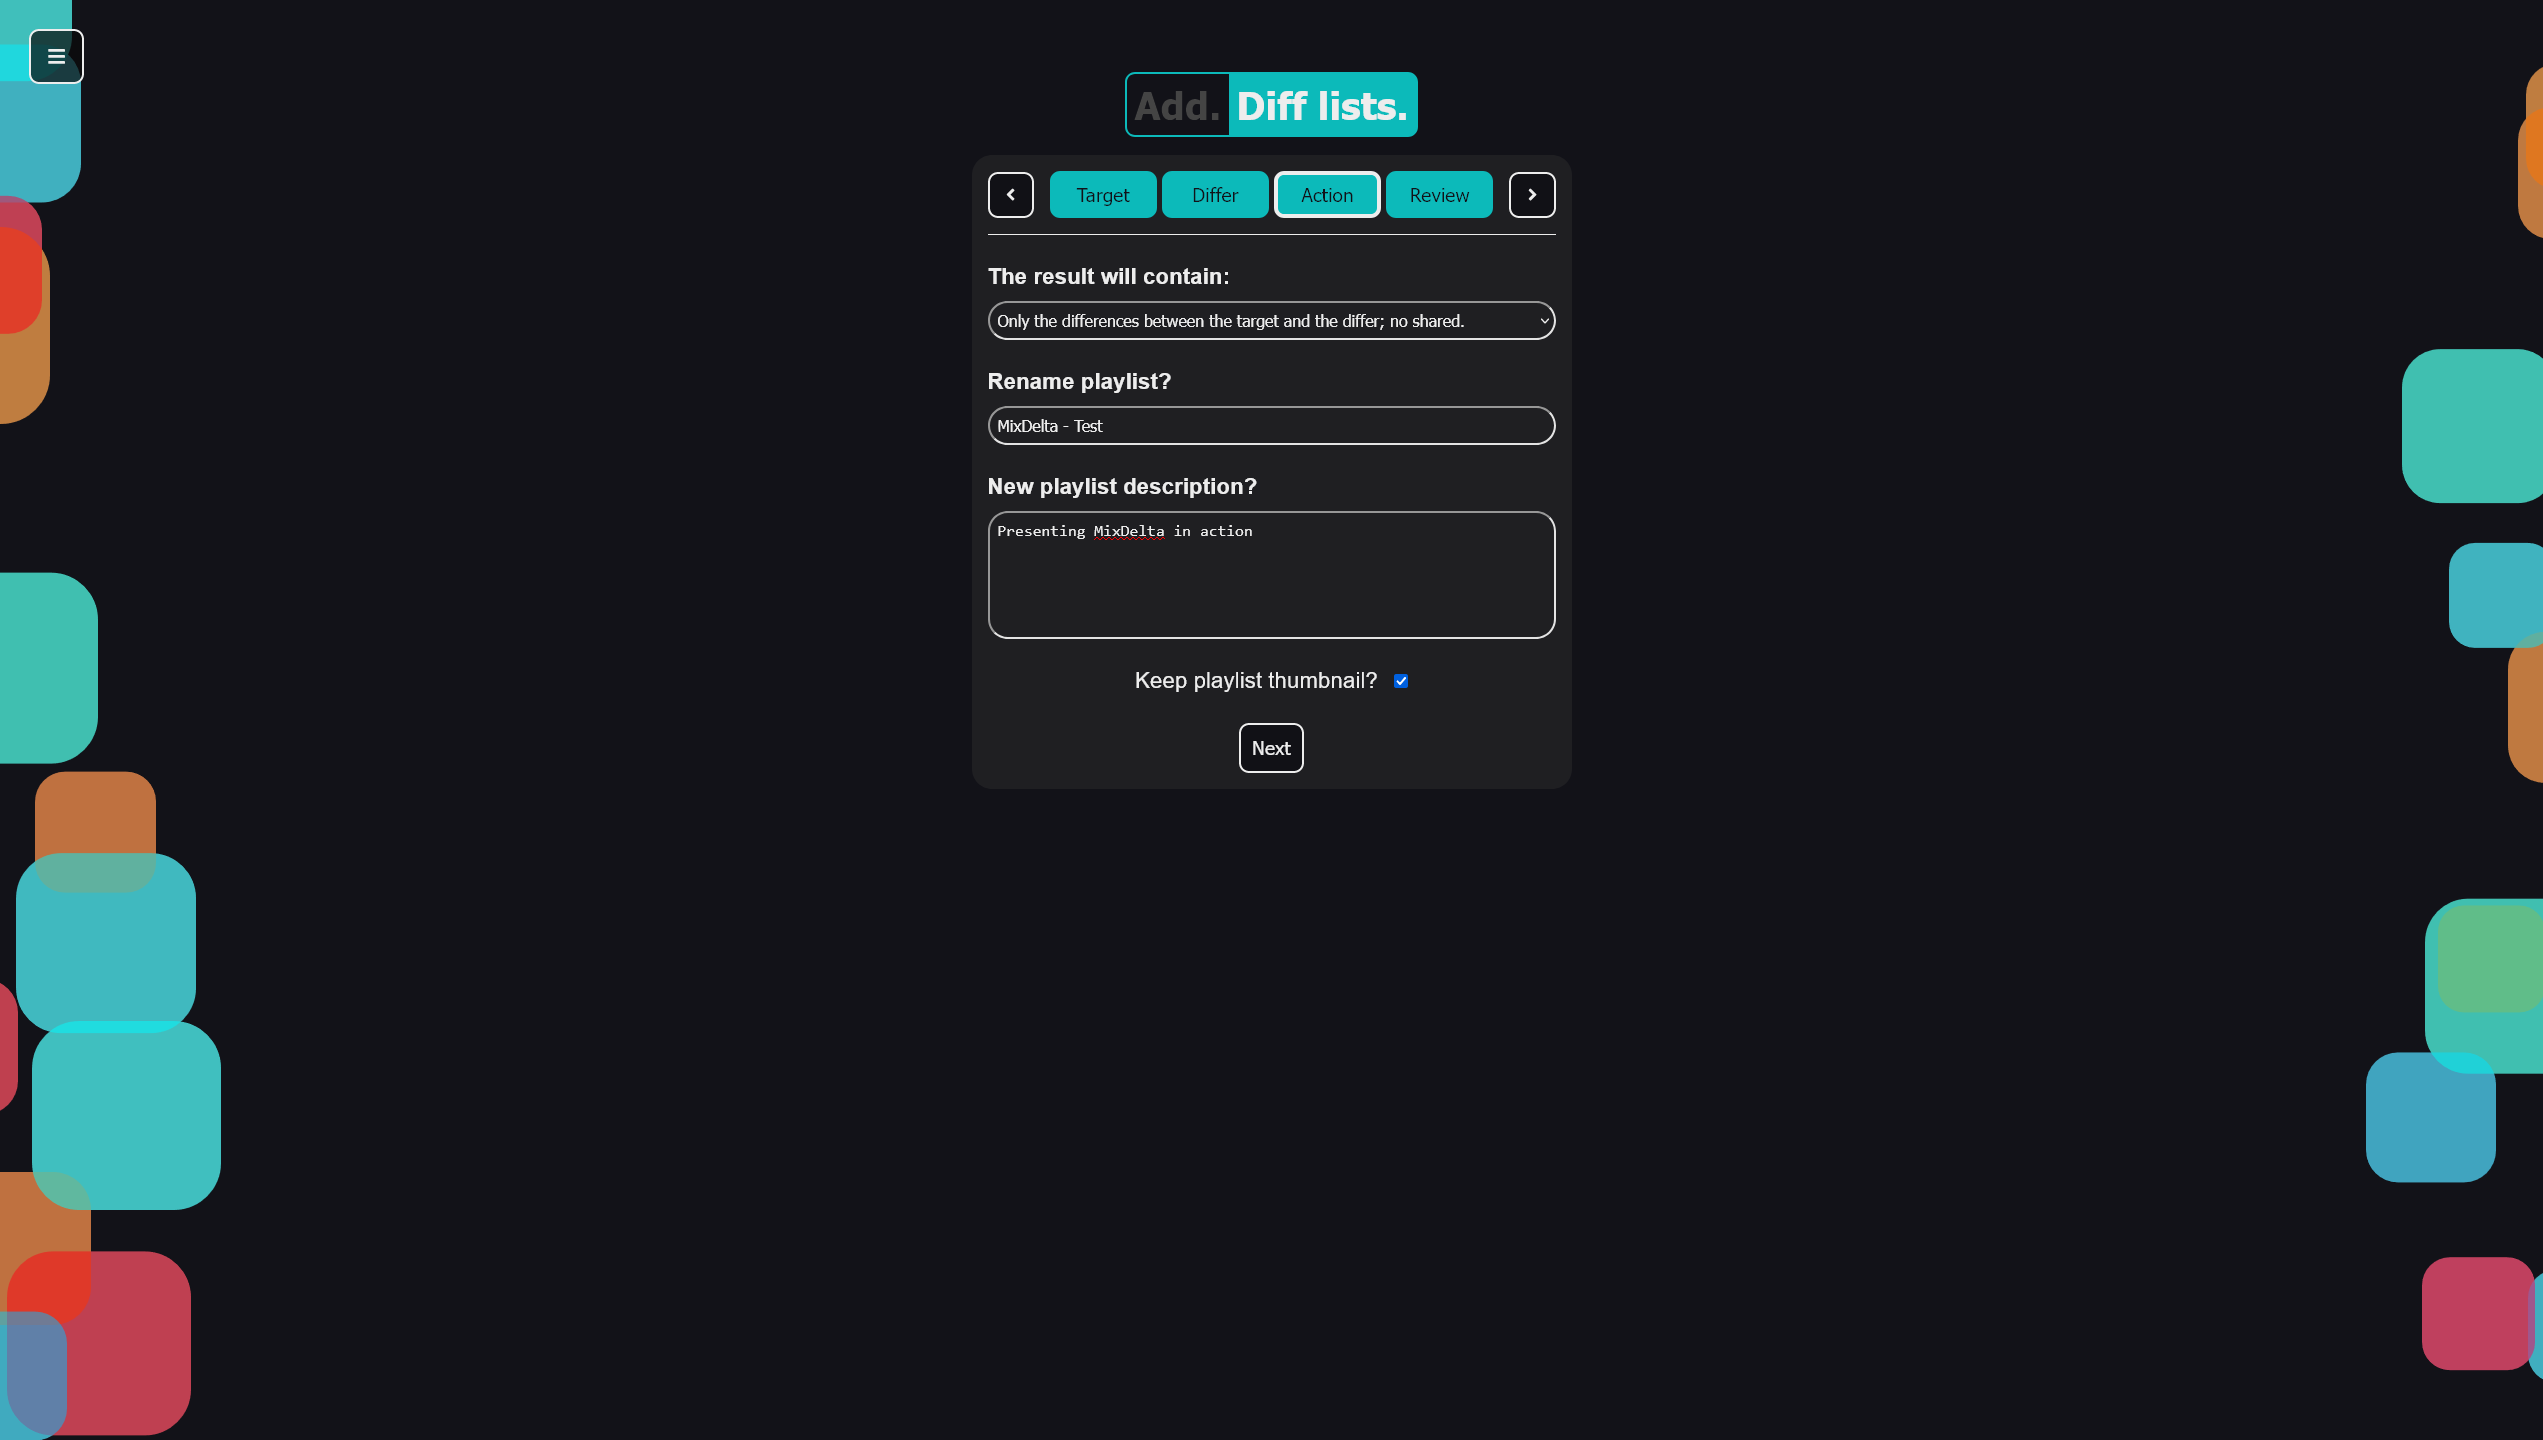 Add. Diff lists.
Target Differ Action Review
The result will contain:
Only the differences between the target and the differ; no shared.
Rename playlist?
MixDelta - Test
New playlist description?
Presenting MixDelta in action
Keep playlist thumbnail?
Next